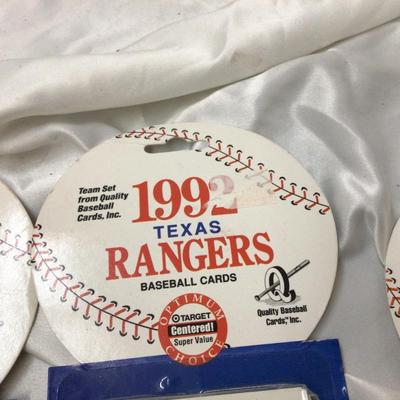 Team Set
from Quality
Baseball
Cards, Inc.
1992
TEXAS
RANGERS
BASEBALL CARDS
OPTIMUM
TARGET
Centered!
Super Value
CHOICE
Q
Quality Baseball
Cards,™ Inc.